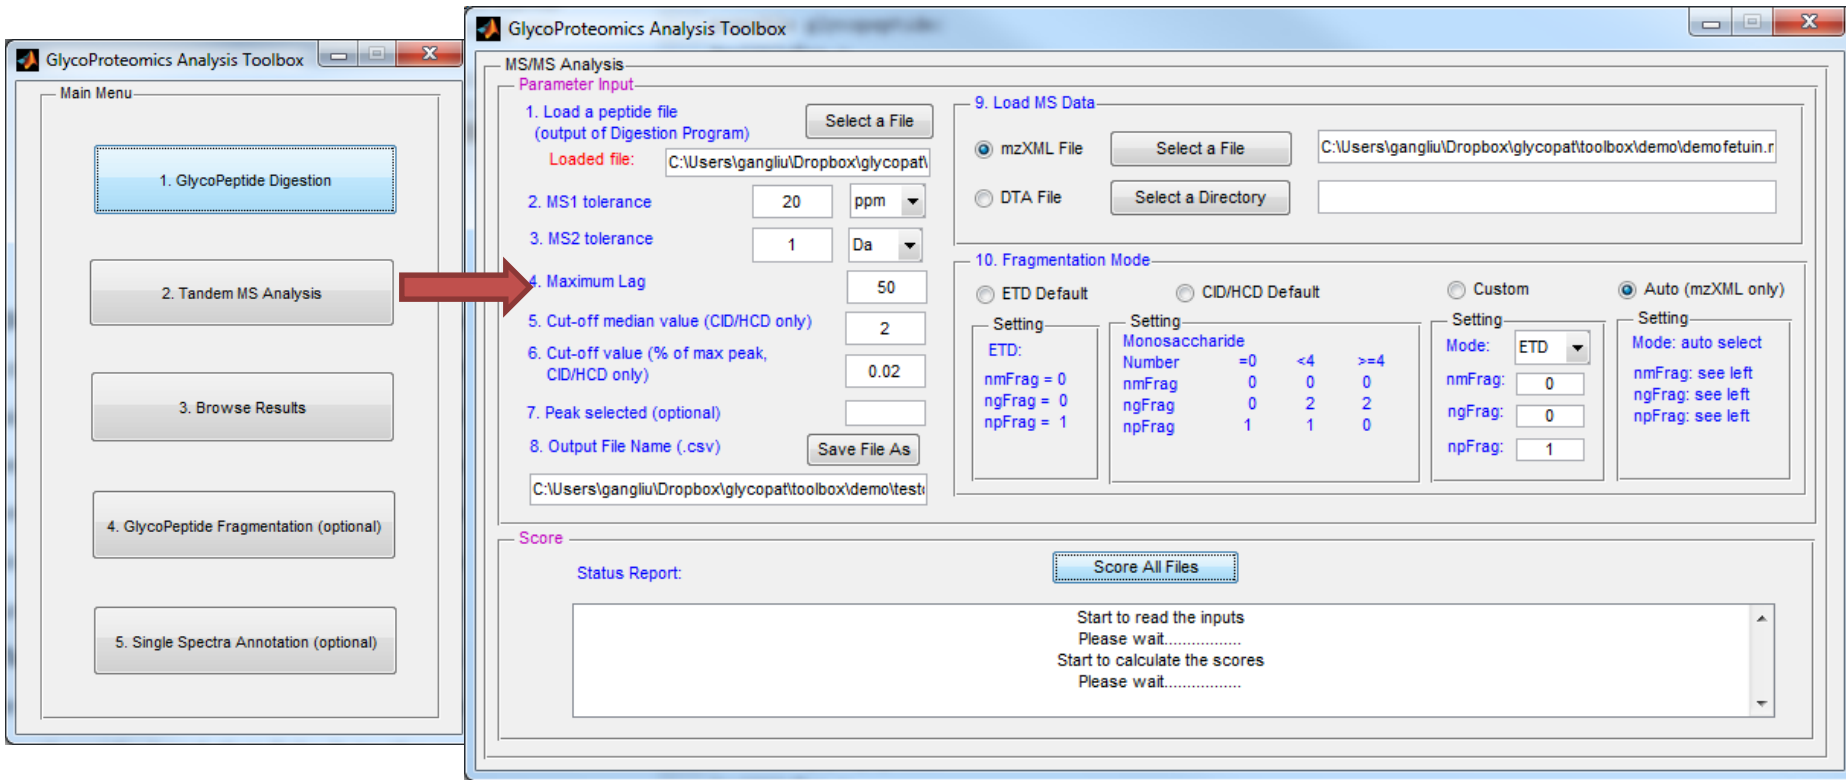 GlycoProteomics Analysis Toolbox
Main Menu
1. GlycoPeptide Digestion
2. Tandem MS Analysis
3. Browse Results
4. GlycoPeptide Fragmentation (optional)
5. Single Spectra Annotation (optional)
GlycoProteomics Analysis Toolbox
MS/MS Analysis
Parameter Input
1. Load a peptide file
(output of Digestion Program)
Select a File
Loaded file:
C:\Users\gangliu\Dropbox\glycopat\
2. MS1 tolerance 20 ppm
3. MS2 tolerance 1 Da
4. Maximum Lag 50
5. Cut-off median value (CID/HCD only) 2
6. Cut-off value (% of max peak,
CID/HCD only) 0.02
7. Peak selected (optional)
8. Output File Name (.csv) Save File As
C:\Users\gangliu\Dropbox\glycopat\toolbox\demo\test
9. Load MS Data
mzXML File Select a File C:\Users\gangliu\Dropbox\glycopat\toolbox\demo\demofetuin.
DTA File Select a Directory
10. Fragmentation Mode
ETD Default
CID/HCD Default
Custom
Auto (mzXML only)
Setting
ETD:
nmFrag = 0
ngFrag = 0
npFrag = 1
Setting
Monosaccharide
Number =0 <4 >=4
nmFrag 0 0 0
ngFrag 0 2 2
npFrag 1 1 0
Setting
Mode: ETD
nmFrag: 0
ngFrag: 0
npFrag: 1
Setting
Mode: auto select
nmFrag: see left
ngFrag: see left
npFrag: see left
Score
Status Report:
Score All Files
Start to read the inputs
Please wait.................
Start to calculate the scores
Please wait.................